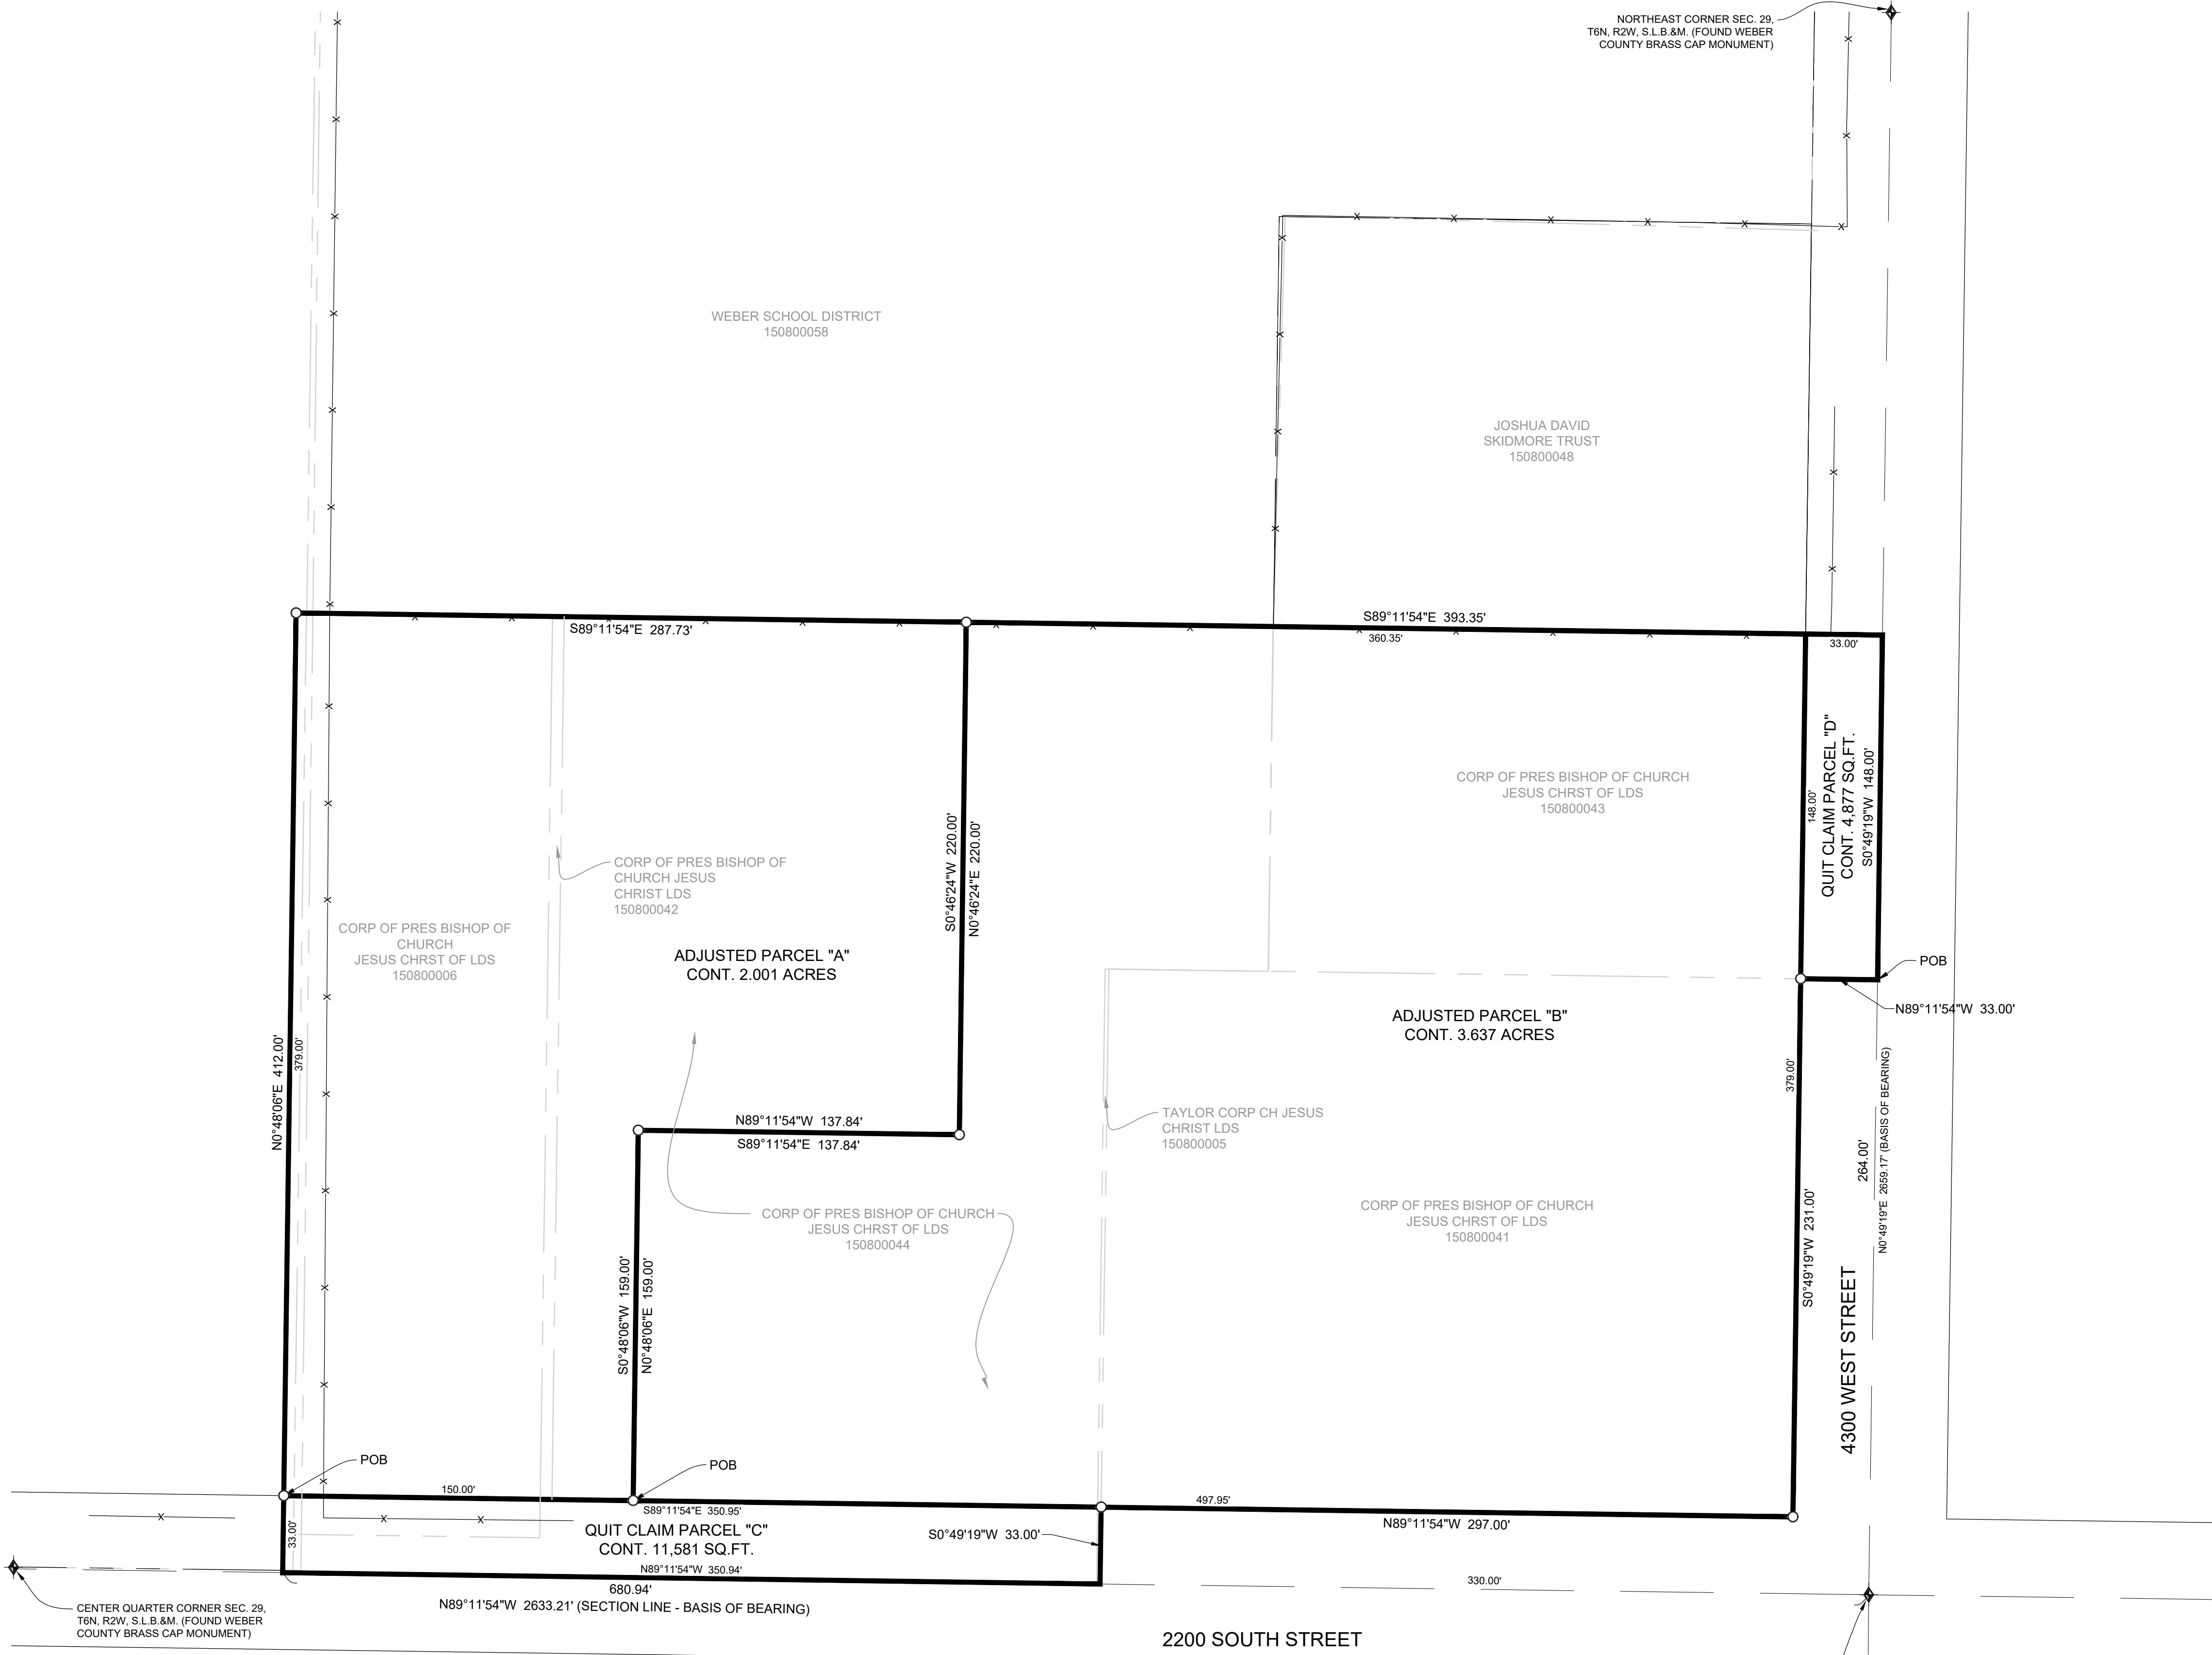 NORTHEAST CORNER SEC. 29,
T6N, R2W, S.L.B.&M. (FOUND WEBER
COUNTY BRASS CAP MONUMENT)
WEBER SCHOOL DISTRICT
150800058
JOSHUA DAVID
SKIDMORE TRUST
150800048
S89°11'54"E 287.73'
S89°11'54"E 393.35'
360.35'
33.00'
QUIT CLAIM PARCEL "D"
CONT. 4,877 SQ.FT.
S0°49'19"W 148.00'
148.00'
CORP OF PRES BISHOP OF CHURCH
JESUS CHRST OF LDS
150800043
S0°46'24"W 220.00'
N0°46'24"E 220.00'
CORP OF PRES BISHOP OF
CHURCH JESUS
CHRIST LDS
150800042
CORP OF PRES BISHOP OF
CHURCH
JESUS CHRST OF LDS
150800006
ADJUSTED PARCEL "A"
CONT. 2.001 ACRES
POB
N89°11'54"W 33.00'
ADJUSTED PARCEL "B"
CONT. 3.637 ACRES
N0°48'06"E 412.00'
379.00'
379.00'
N89°11'54"W 137.84'
S89°11'54"E 137.84'
TAYLOR CORP CH JESUS
CHRIST LDS
150800005
264.00'
N0°49'19"E 2659.17' (BASIS OF BEARING)
CORP OF PRES BISHOP OF CHURCH
JESUS CHRST OF LDS
150800044
CORP OF PRES BISHOP OF CHURCH
JESUS CHRST OF LDS
150800041
S0°49'19"W 231.00'
S0°48'06"W 159.00'
N0°48'06"E 159.00'
4300 WEST STREET
POB
POB
150.00'
S89°11'54"E 350.95'
497.95'
N89°11'54"W 297.00'
33.00'
QUIT CLAIM PARCEL "C"
CONT. 11,581 SQ.FT.
S0°49'19"W 33.00'
N89°11'54"W 350.94'
680.94'
330.00'
N89°11'54"W 2633.21' (SECTION LINE - BASIS OF BEARING)
CENTER QUARTER CORNER SEC. 29,
T6N, R2W, S.L.B.&M. (FOUND WEBER
COUNTY BRASS CAP MONUMENT)
2200 SOUTH STREET